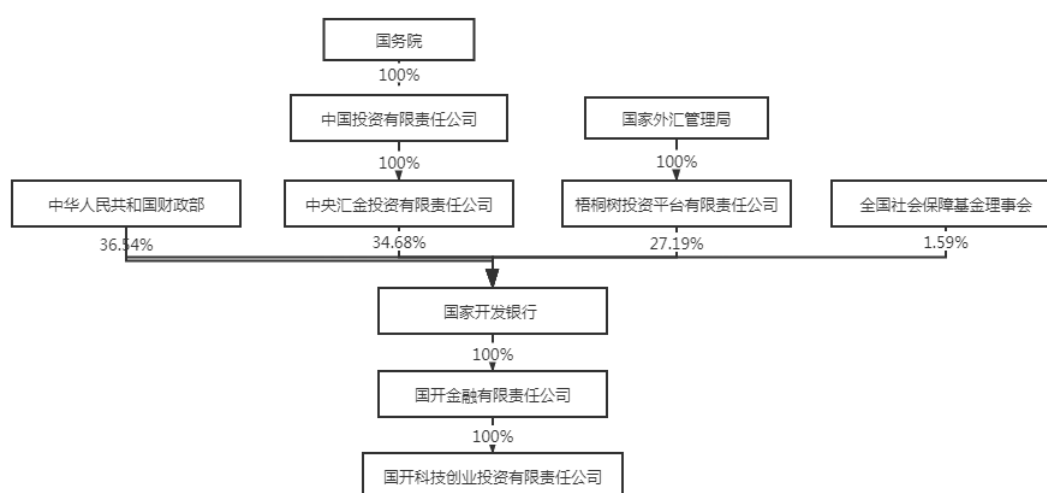 国务院
100%
中国投资有限责任公司
国家外汇管理局
100%
100%
中华人民共和国财政部
中央汇金投资有限责任公司
梧桐树投资平台有限责任公司
全国社会保障基金理事会
36.54%
34.68%
27.19%
1.59%
国家开发银行
100%
国开金融有限责任公司
100%
国开科技创业投资有限责任公司